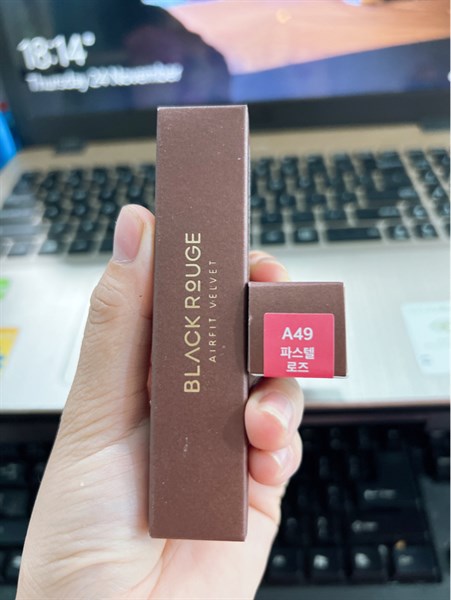 18:14
Thursday 24 November
BLACK ROUGE
AIRFIT VELVET
A49
파스텔
로즈